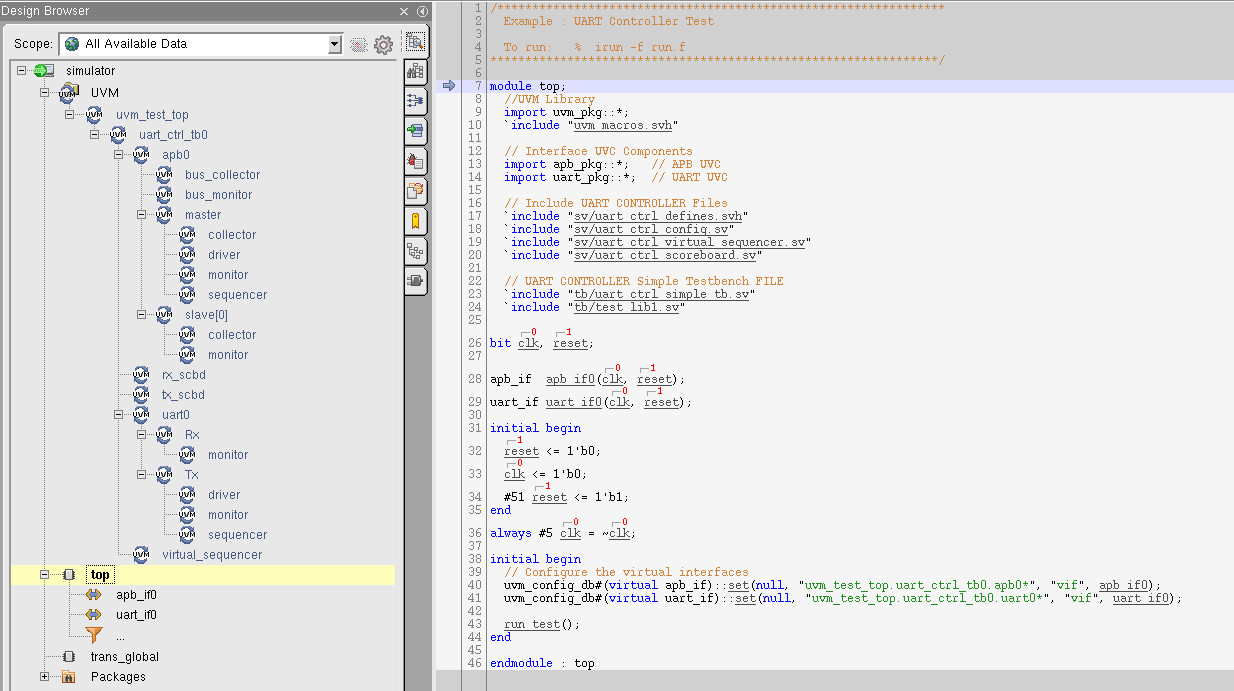 Design Browser
Scope: All Available Data
simulator
UVM
uvm_test_top
uart_ctrl_tb0
apb0
bus_collector
bus_monitor
master
collector
driver
monitor
sequencer
slave[0]
collector
monitor
rx_scbd
tx_scbd
uart0
Rx
monitor
Tx
driver
monitor
sequencer
virtual_sequencer
top
apb_if0
uart_if0
...
trans_global
Packages
1 /****************************************************************
2 Example : UART Controller Test
3
4 To run: % irun -f run.f
5 ****************************************************************/
6
7 module top;
8 //UVM Library
9 import uvm_pkg::*;
10 `include "uvm_macros.svh"
11
12 // Interface UVC Components
13 import apb_pkg::*; // APB UVC
14 import uart_pkg::*; // UART UVC
15
16 // Include UART CONTROLLER Files
17 `include "sv/uart_ctrl_defines.svh"
18 `include "sv/uart_ctrl_config.sv"
19 `include "sv/uart_ctrl_virtual_sequencer.sv"
20 `include "sv/uart_ctrl_scoreboard.sv"
21
22 // UART CONTROLLER Simple Testbench FILE
23 `include "tb/uart_ctrl_simple_tb.sv"
24 `include "tb/test_lib1.sv"
25
0 1
26 bit clk, reset;
27
0 1
28 apb_if apb_if0(clk, reset);
0 1
29 uart_if uart_if0(clk, reset);
30
31 initial begin
1
32 reset <= 1'b0;
0
33 clk <= 1'b0;
1
34 #51 reset <= 1'b1;
35 end
0 0
36 always #5 clk = ~clk;
37
38 initial begin
39 // Configure the virtual interfaces
40 uvm_config_db#(virtual apb_if)::set(null, "uvm_test_top.uart_ctrl_tb0.apb0*", "vif", apb_if0);
41 uvm_config_db#(virtual uart_if)::set(null, "uvm_test_top.uart_ctrl_tb0.uart0*", "vif", uart_if0);
42
43 run_test();
44 end
45
46 endmodule : top